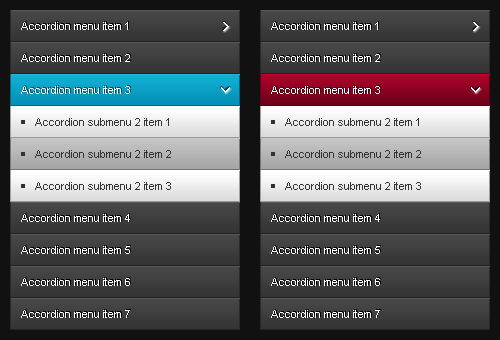 Accordion menu item 1
Accordion menu item 2
Accordion menu item 3
Accordion submenu 2 item 1
Accordion submenu 2 item 2
Accordion submenu 2 item 3
Accordion menu item 4
Accordion menu item 5
Accordion menu item 6
Accordion menu item 7
Accordion menu item 1
Accordion menu item 2
Accordion menu item 3
Accordion submenu 2 item 1
Accordion submenu 2 item 2
Accordion submenu 2 item 3
Accordion menu item 4
Accordion menu item 5
Accordion menu item 6
Accordion menu item 7